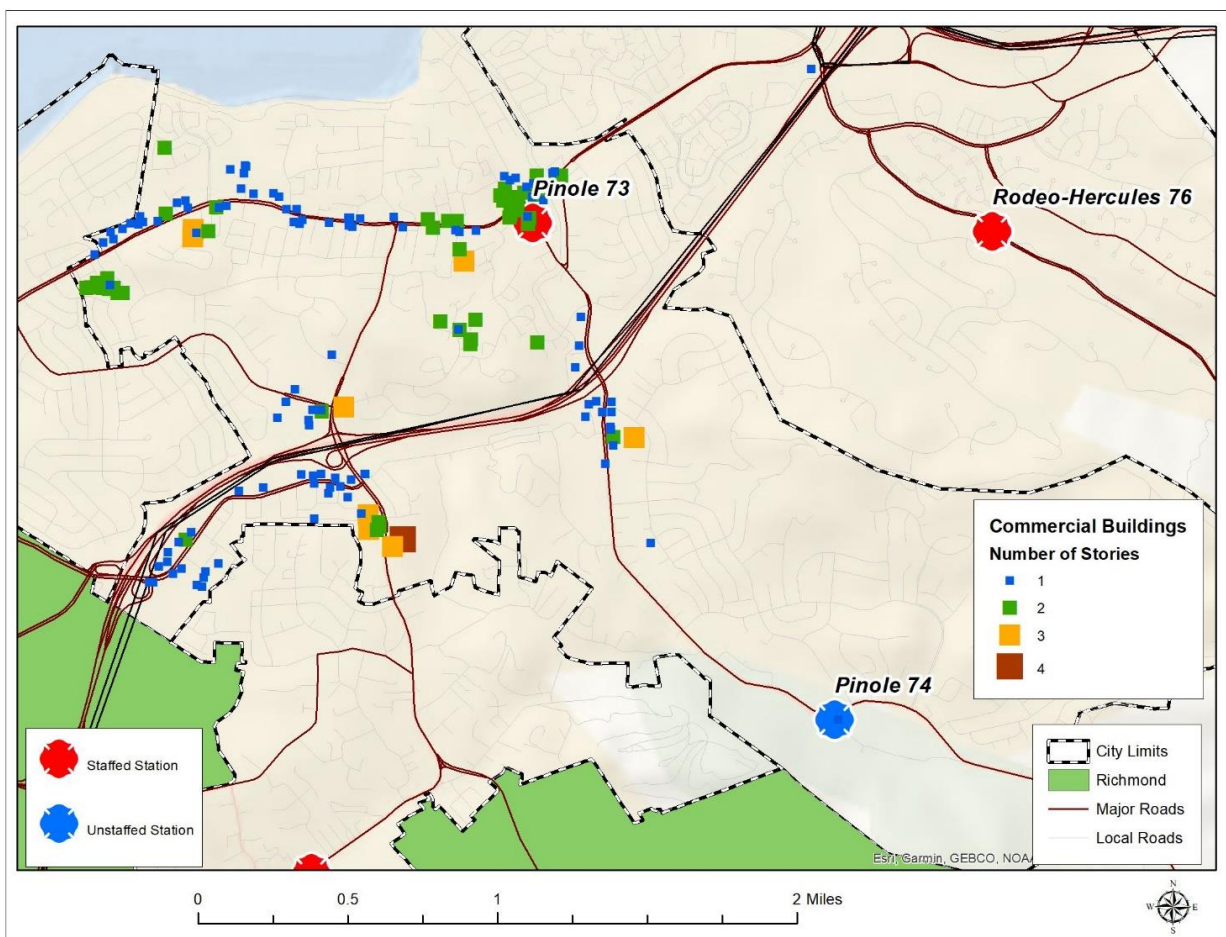 Pinole 73
Rodeo-Hercules 76
Commercial Buildings
Number of Stories
1
2
3
4
Pinole 74
Staffed Station
Unstaffed Station
City Limits
Richmond
Major Roads
Local Roads
Esri, Garmin, GEBCO, NOAA
0 0.5 1 2 Miles
N
W E
S